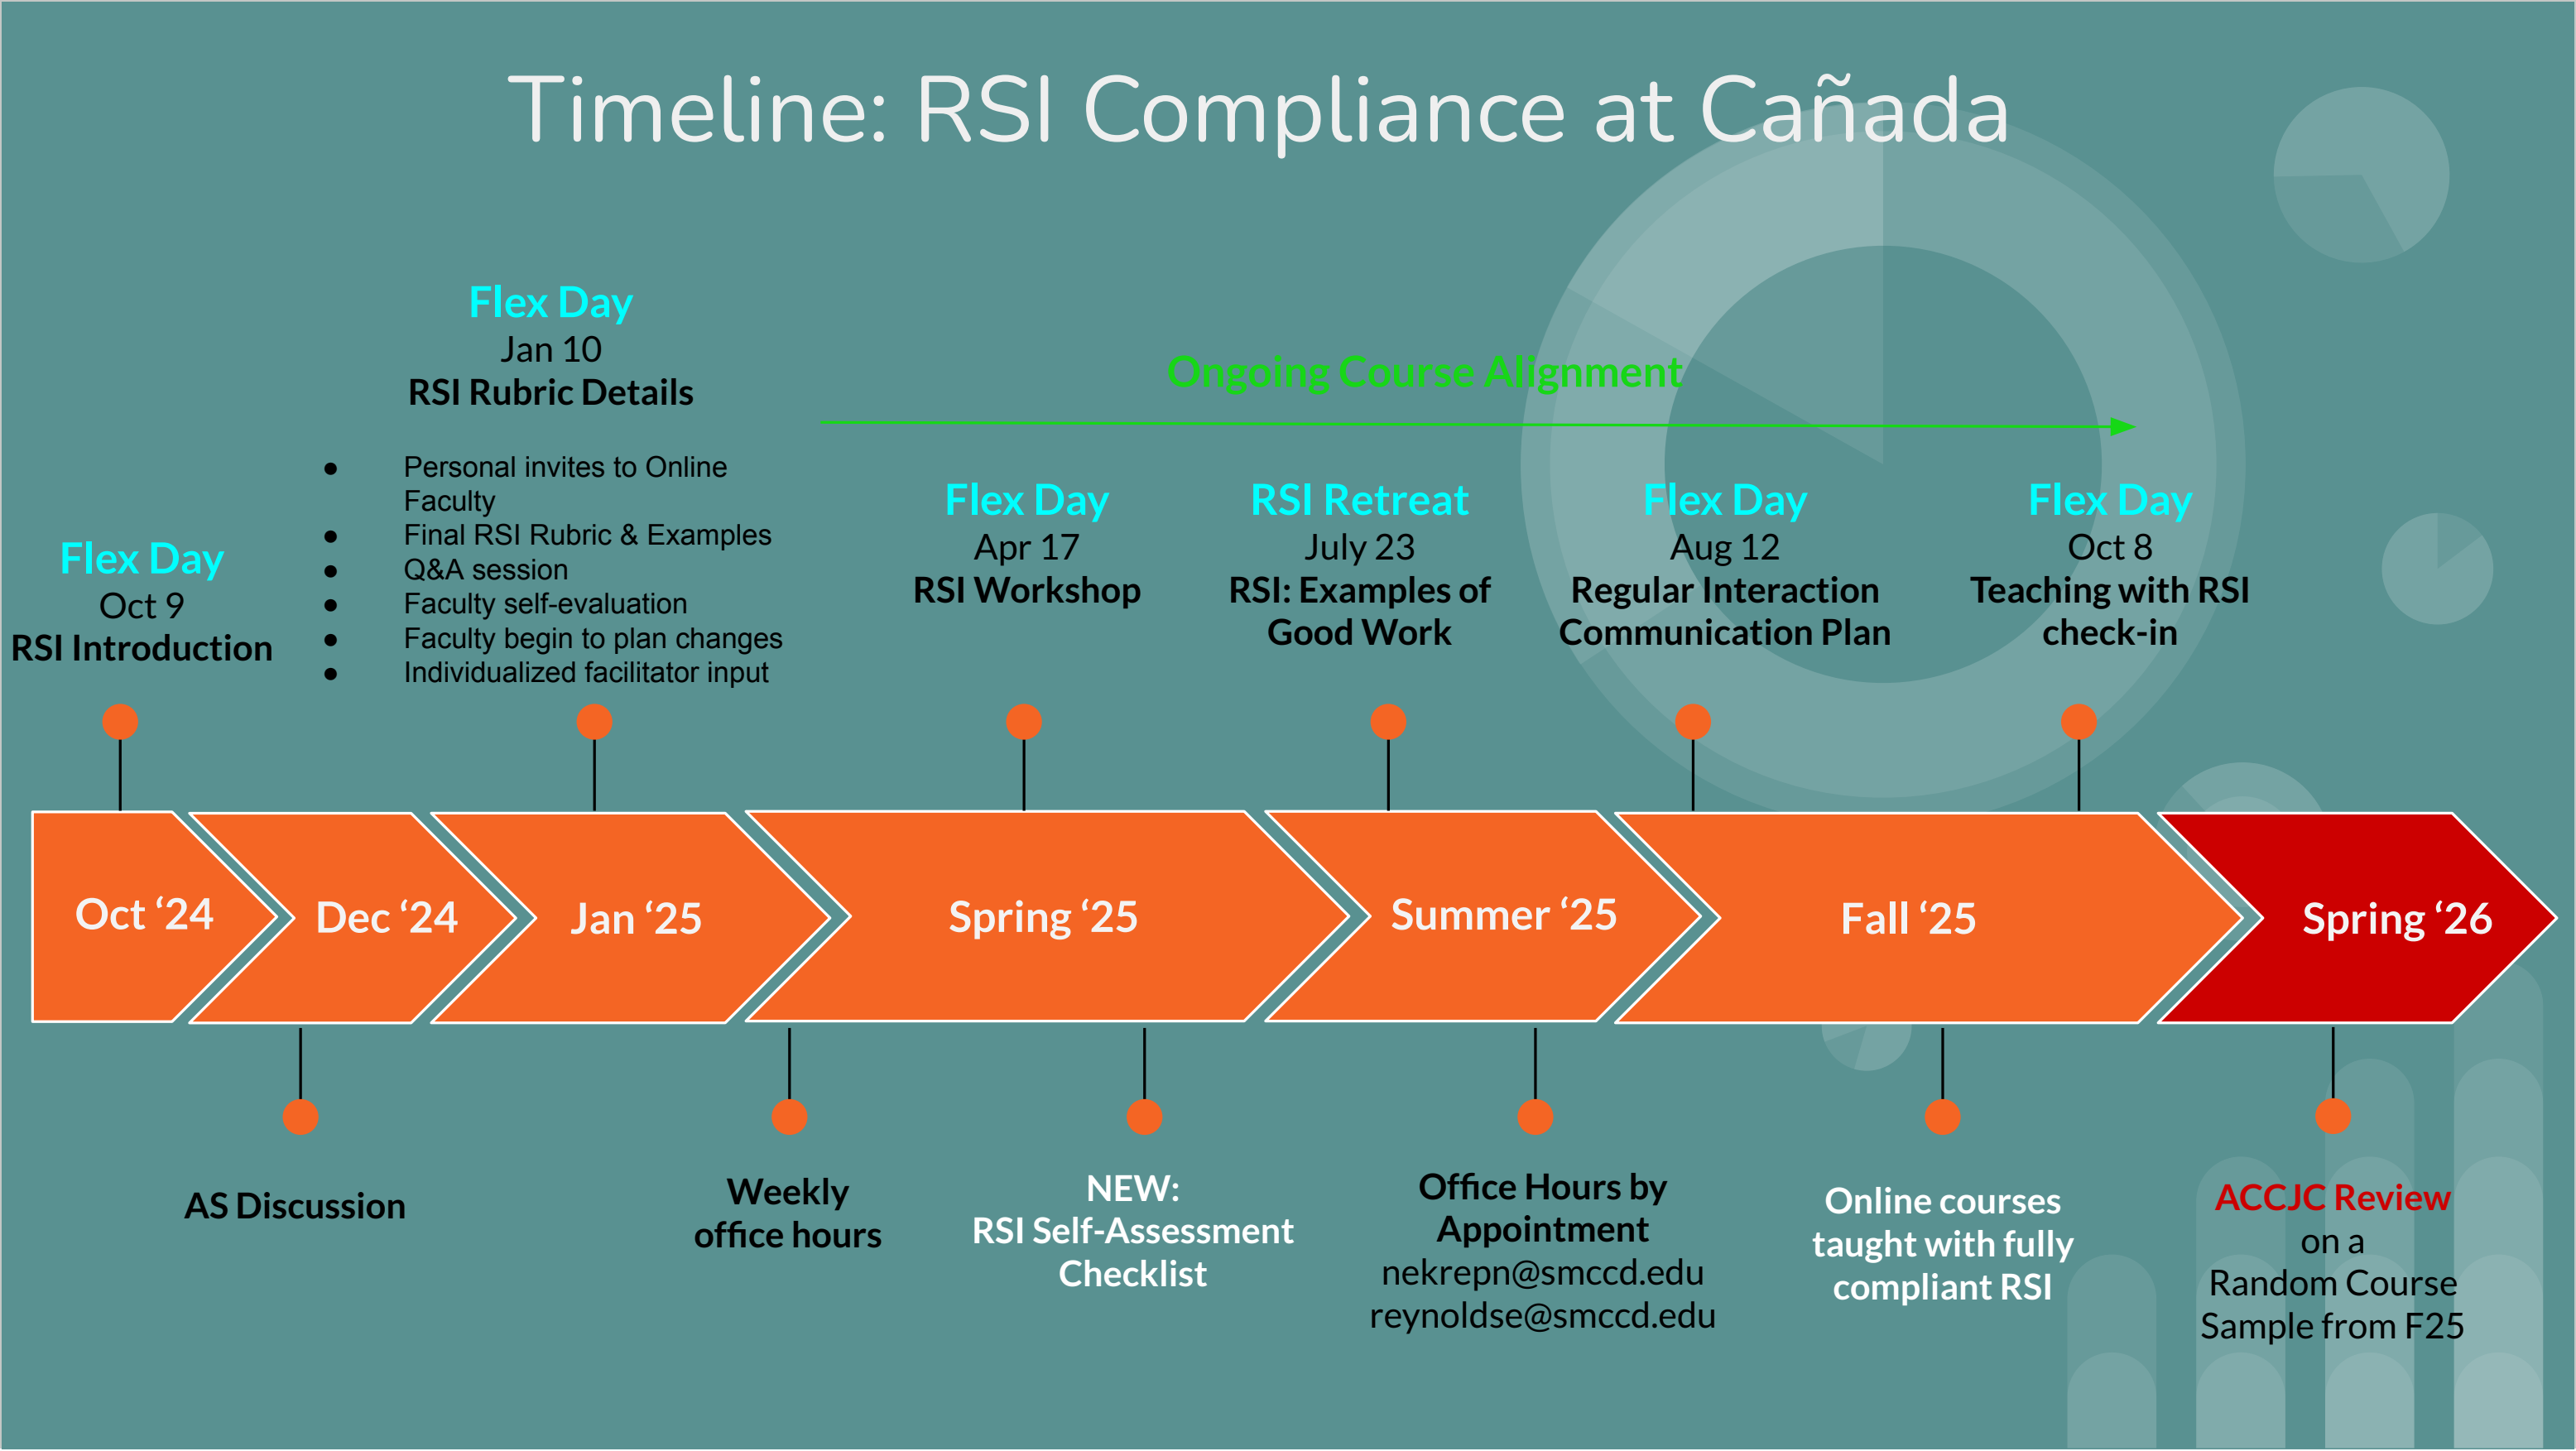 Timeline: RSI Compliance at Cañada
Flex Day
Oct 9
RSI Introduction
Flex Day
Jan 10
RSI Rubric Details
● Personal invites to Online
Faculty
● Final RSI Rubric & Examples
● Q&A session
● Faculty self-evaluation
● Faculty begin to plan changes
● Individualized facilitator input
Ongoing Course Alignment
Flex Day
Apr 17
RSI Workshop
RSI Retreat
July 23
RSI: Examples of
Good Work
Flex Day
Aug 12
Regular Interaction
Communication Plan
Flex Day
Oct 8
Teaching with RSI
check-in
Oct ‘24
Dec ‘24
Jan ‘25
Spring ‘25
Summer ‘25
Fall ‘25
Spring ‘26
AS Discussion
Weekly
office hours
NEW:
RSI Self-Assessment
Checklist
Office Hours by
Appointment
nekrepn@smccd.edu
reynoldse@smccd.edu
Online courses
taught with fully
compliant RSI
ACCJC Review
on a
Random Course
Sample from F25